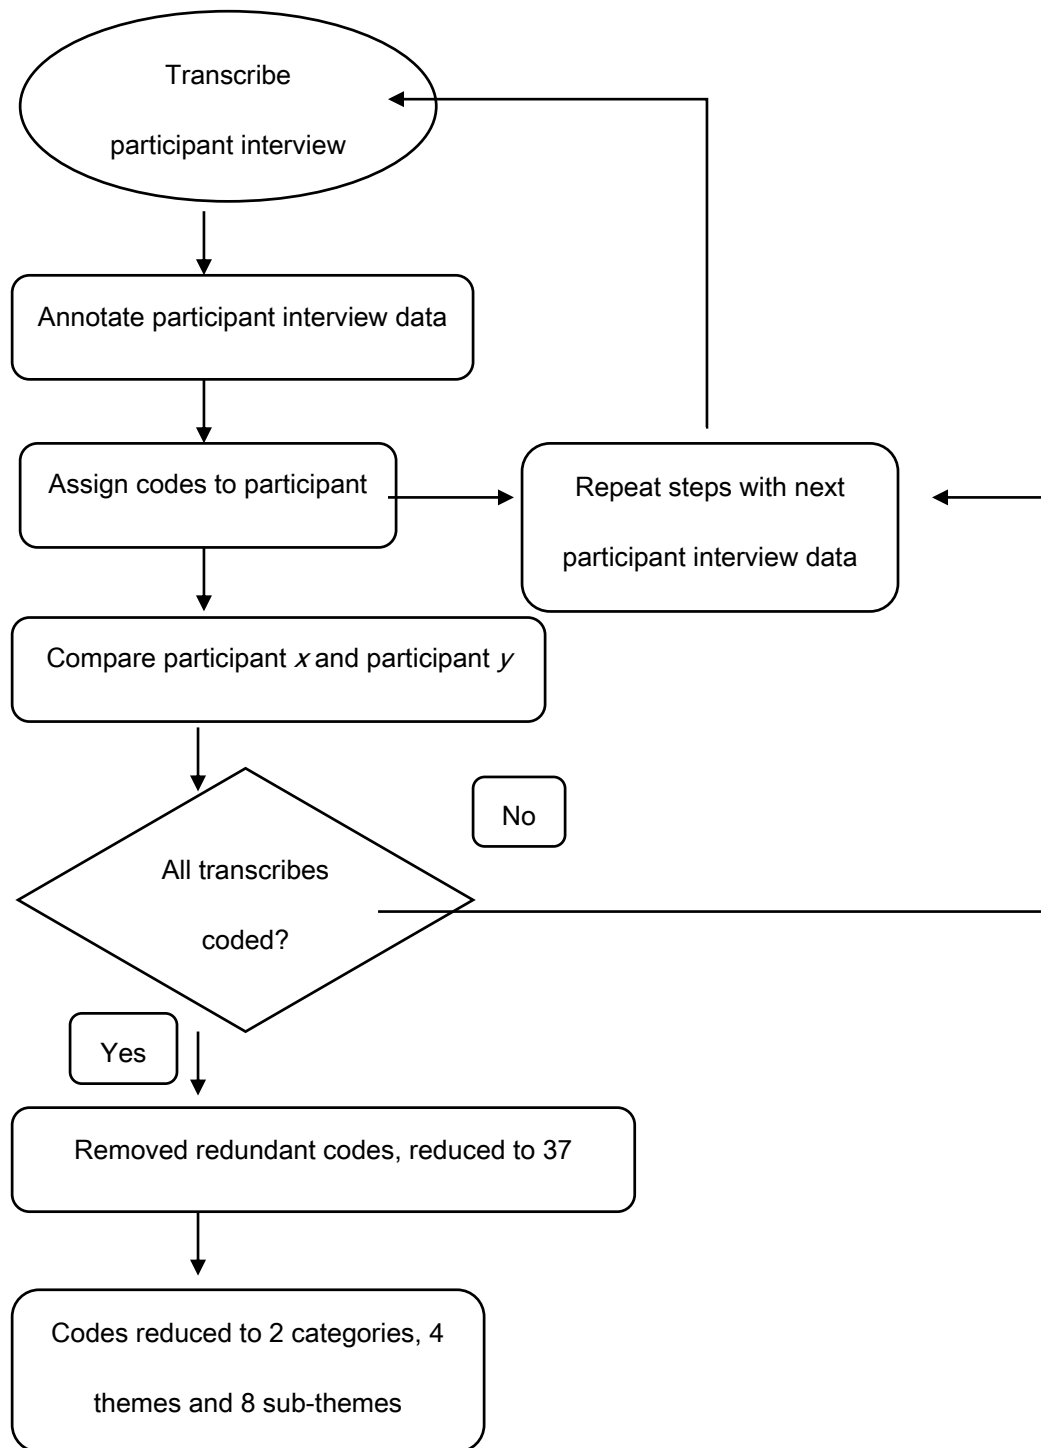 Transcribe
participant interview
Annotate participant interview data
Assign codes to participant
Repeat steps with next
participant interview data
Compare participant x and participant y
No
All transcribes
coded?
Yes
Removed redundant codes, reduced to 37
Codes reduced to 2 categories, 4
themes and 8 sub-themes